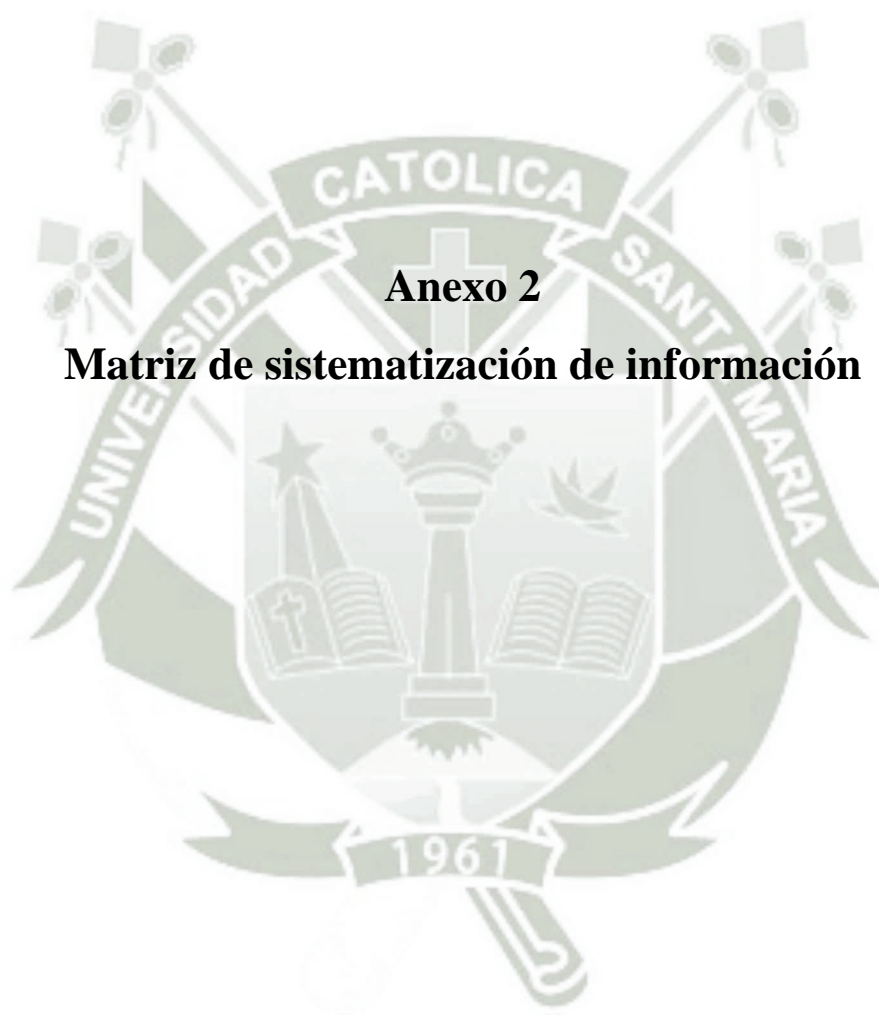 CATOLICA
UNIVERSIDAD
SANTA MARIA
Anexo 2
Matriz de sistematización de información
1961